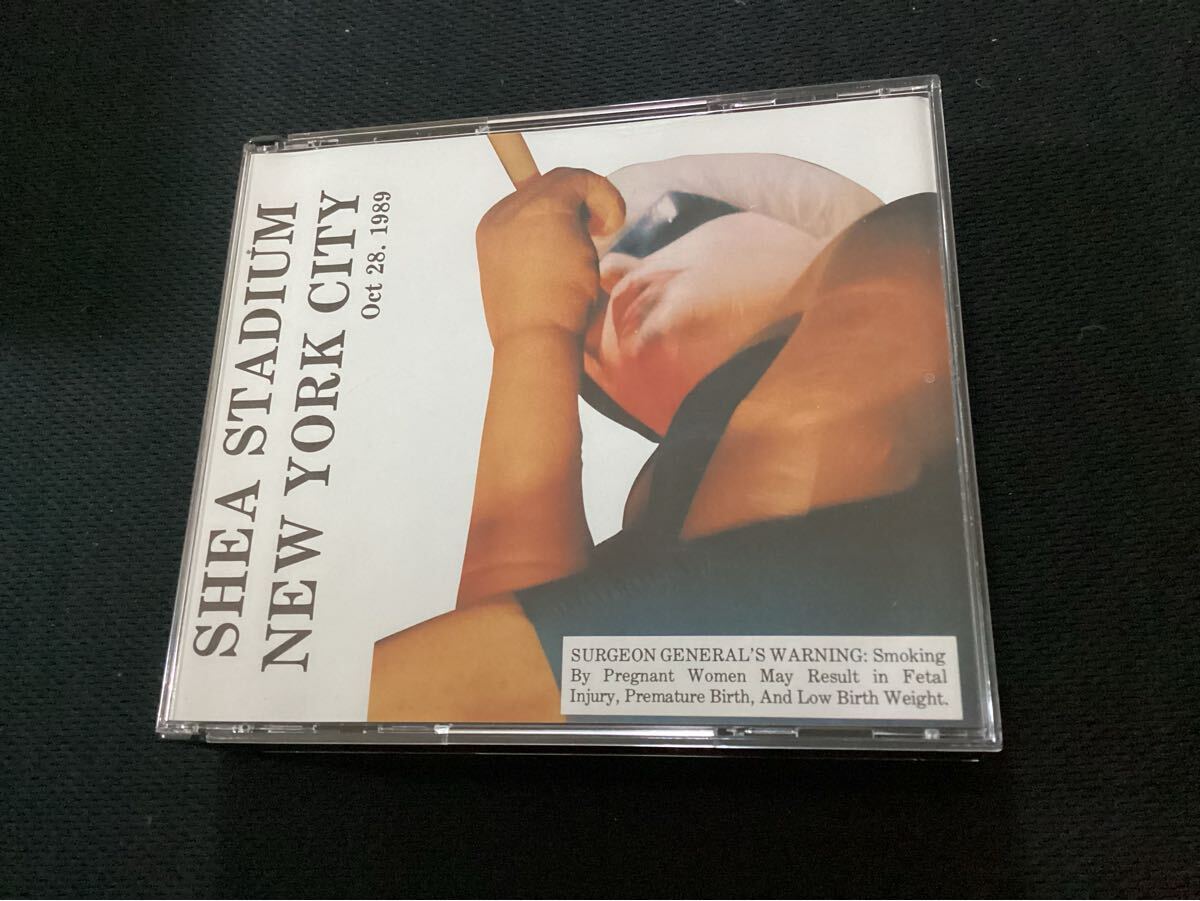 SHEA STADIUM
NEW YORK CITY
Oct 28. 1989
SURGEON GENERAL'S WARNING: Smoking
By Pregnant Women May Result in Fetal
Injury, Premature Birth, And Low Birth Weight.